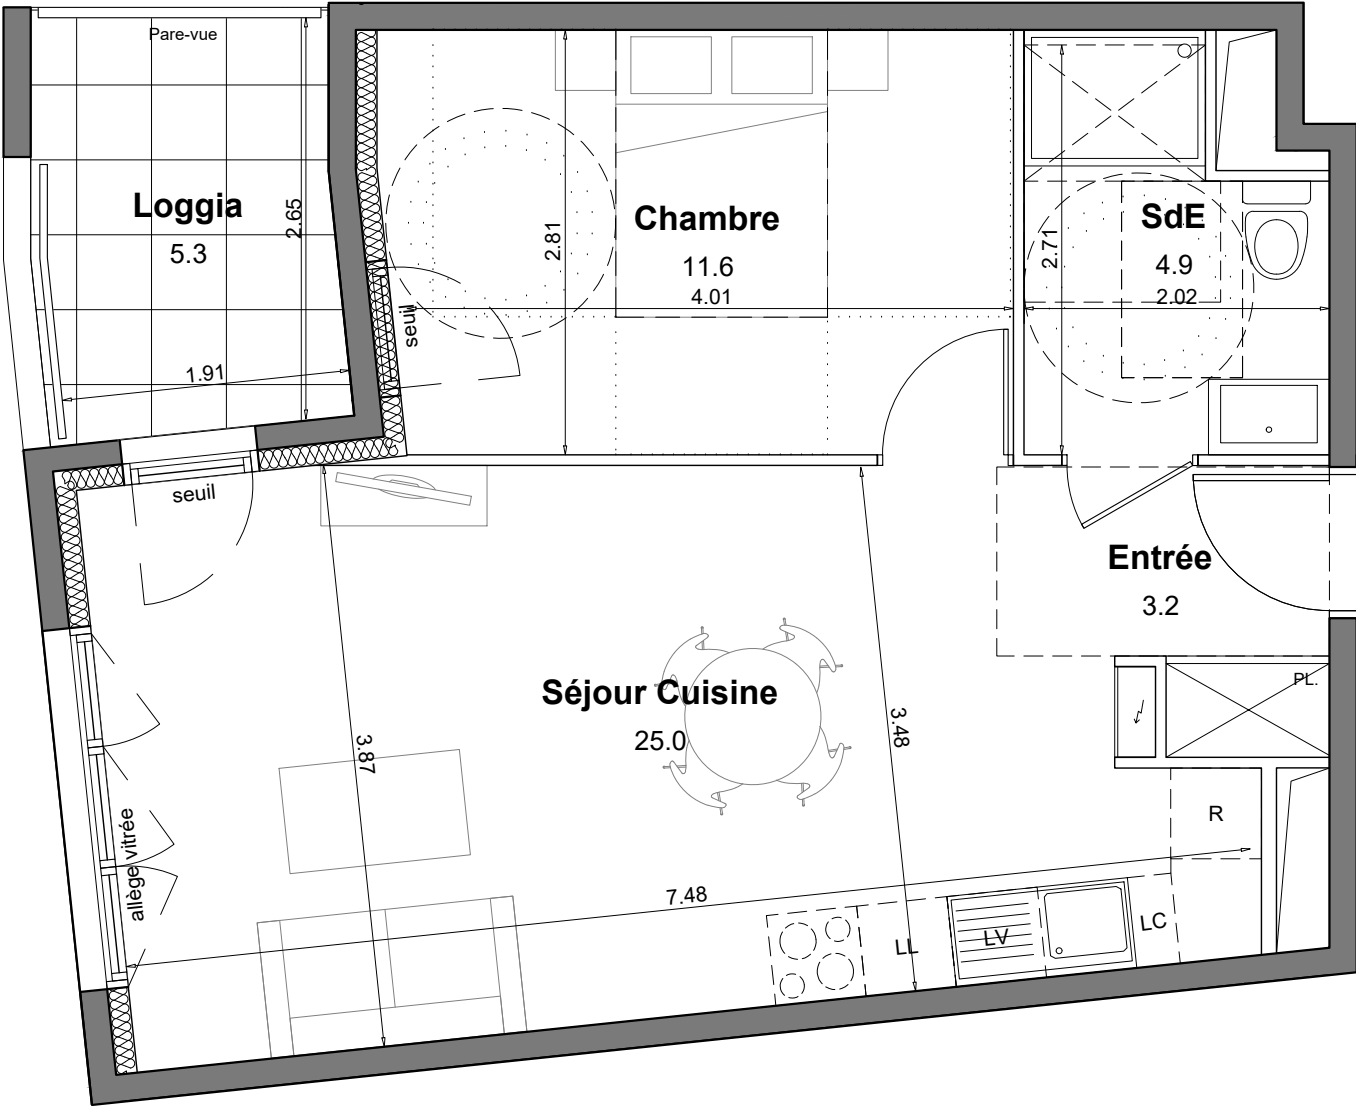 Pare-vue
Loggia
5.3
2.65
1.91
Chambre
11.6
4.01
2.81
seuil
SdE
4.9
2.02
2.71
seuil
Entrée
3.2
Séjour Cuisine
25.0
3.87
3.48
PL.
allège vitrée
7.48
R
LL
LV
LC